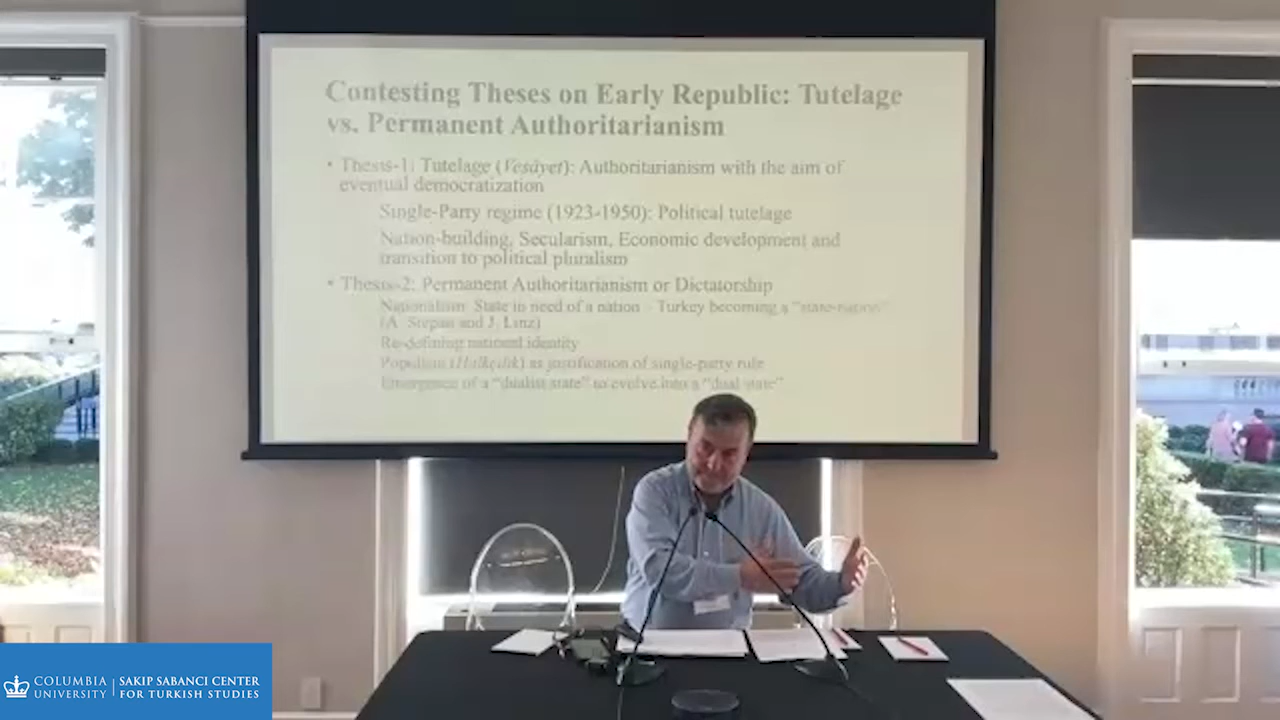 Contesting Theses on Early Republic: Tutelage
vs. Permanent Authoritarianism
• Thesis-1: Tutelage (Vesâyet): Authoritarianism with the aim of
eventual democratization
Single-Party regime (1923-1950): Political tutelage
Nation-building, Secularism, Economic development and
transition to political pluralism
• Thesis-2: Permanent Authoritarianism or Dictatorship
Nationalism: State in need of a nation – Turkey becoming a "state-nation"
(A. Stepan and J. Linz)
Re-defining national identity
Populism (Halkçılık) as justification of single-party rule
Emergence of a "dualist state" to evolve into a "dual state"
COLUMBIA UNIVERSITY | SAKIP SABANCI CENTER
FOR TURKISH STUDIES